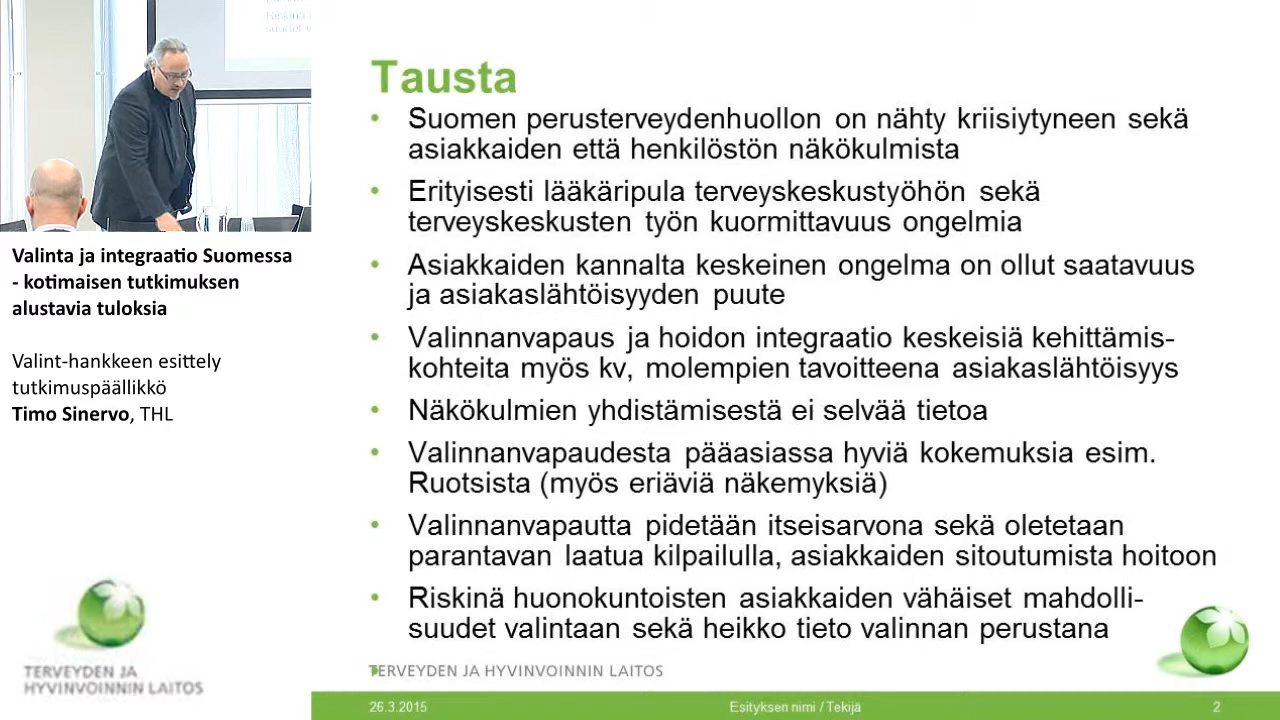 Riskinä
suudet v
Valinta ja integraatio Suomessa
- kotimaisen tutkimuksen
alustavia tuloksia
Valint-hankkeen esittely
tutkimuspäällikkö
Timo Sinervo, THL
TERVEYDEN JA
HYVINVOINNIN LAITOS
Tausta
• Suomen perusterveydenhuollon on nähty kriisiytyneen sekä
asiakkaiden että henkilöstön näkökulmista
• Erityisesti lääkäripula terveyskeskustyöhön sekä
terveyskeskusten työn kuormittavuus ongelmia
• Asiakkaiden kannalta keskeinen ongelma on ollut saatavuus
ja asiakaslähtöisyyden puute
• Valinnanvapaus ja hoidon integraatio keskeisiä kehittämis-
kohteita myös kv, molempien tavoitteena asiakaslähtöisyys
• Näkökulmien yhdistämisestä ei selvää tietoa
• Valinnanvapaudesta pääasiassa hyviä kokemuksia esim.
Ruotsista (myös eriäviä näkemyksiä)
• Valinnanvapautta pidetään itseisarvona sekä oletetaan
parantavan laatua kilpailulla, asiakkaiden sitoutumista hoitoon
• Riskinä huonokuntoisten asiakkaiden vähäiset mahdolli-
suudet valintaan sekä heikko tieto valinnan perustana
TERVEYDEN JA HYVINVOINNIN LAITOS
26.3.2015 Esityksen nimi / Tekijä 2